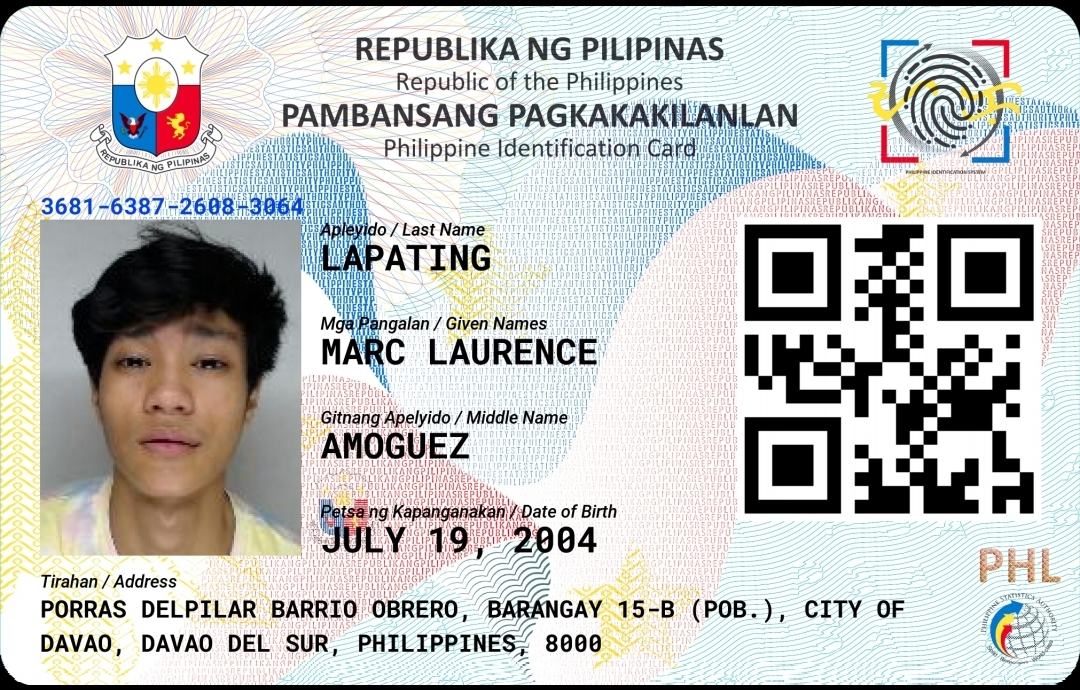 REPUBLIKA NG PILIPINAS
Republic of the Philippines
PAMBANSANG PAGKAKAKILANLAN
Philippine Identification Card
REPUBLIKA NG PILIPINAS
PHILIPPINE IDENTIFICATION SYSTEM
3681-6387-2608-3064
Apleyido / Last Name
LAPATING
Mga Pangalan / Given Names
MARC LAURENCE
Gitnang Apelyido / Middle Name
AMOGUEZ
Petsa ng Kapanganakan / Date of Birth
JULY 19, 2004
PHL
Tirahan / Address
PORRAS DELPILAR BARRIO OBRERO, BARANGAY 15-B (POB.), CITY OF
DAVAO, DAVAO DEL SUR, PHILIPPINES, 8000
PHILIPPINE STATISTICS AUTHORITY